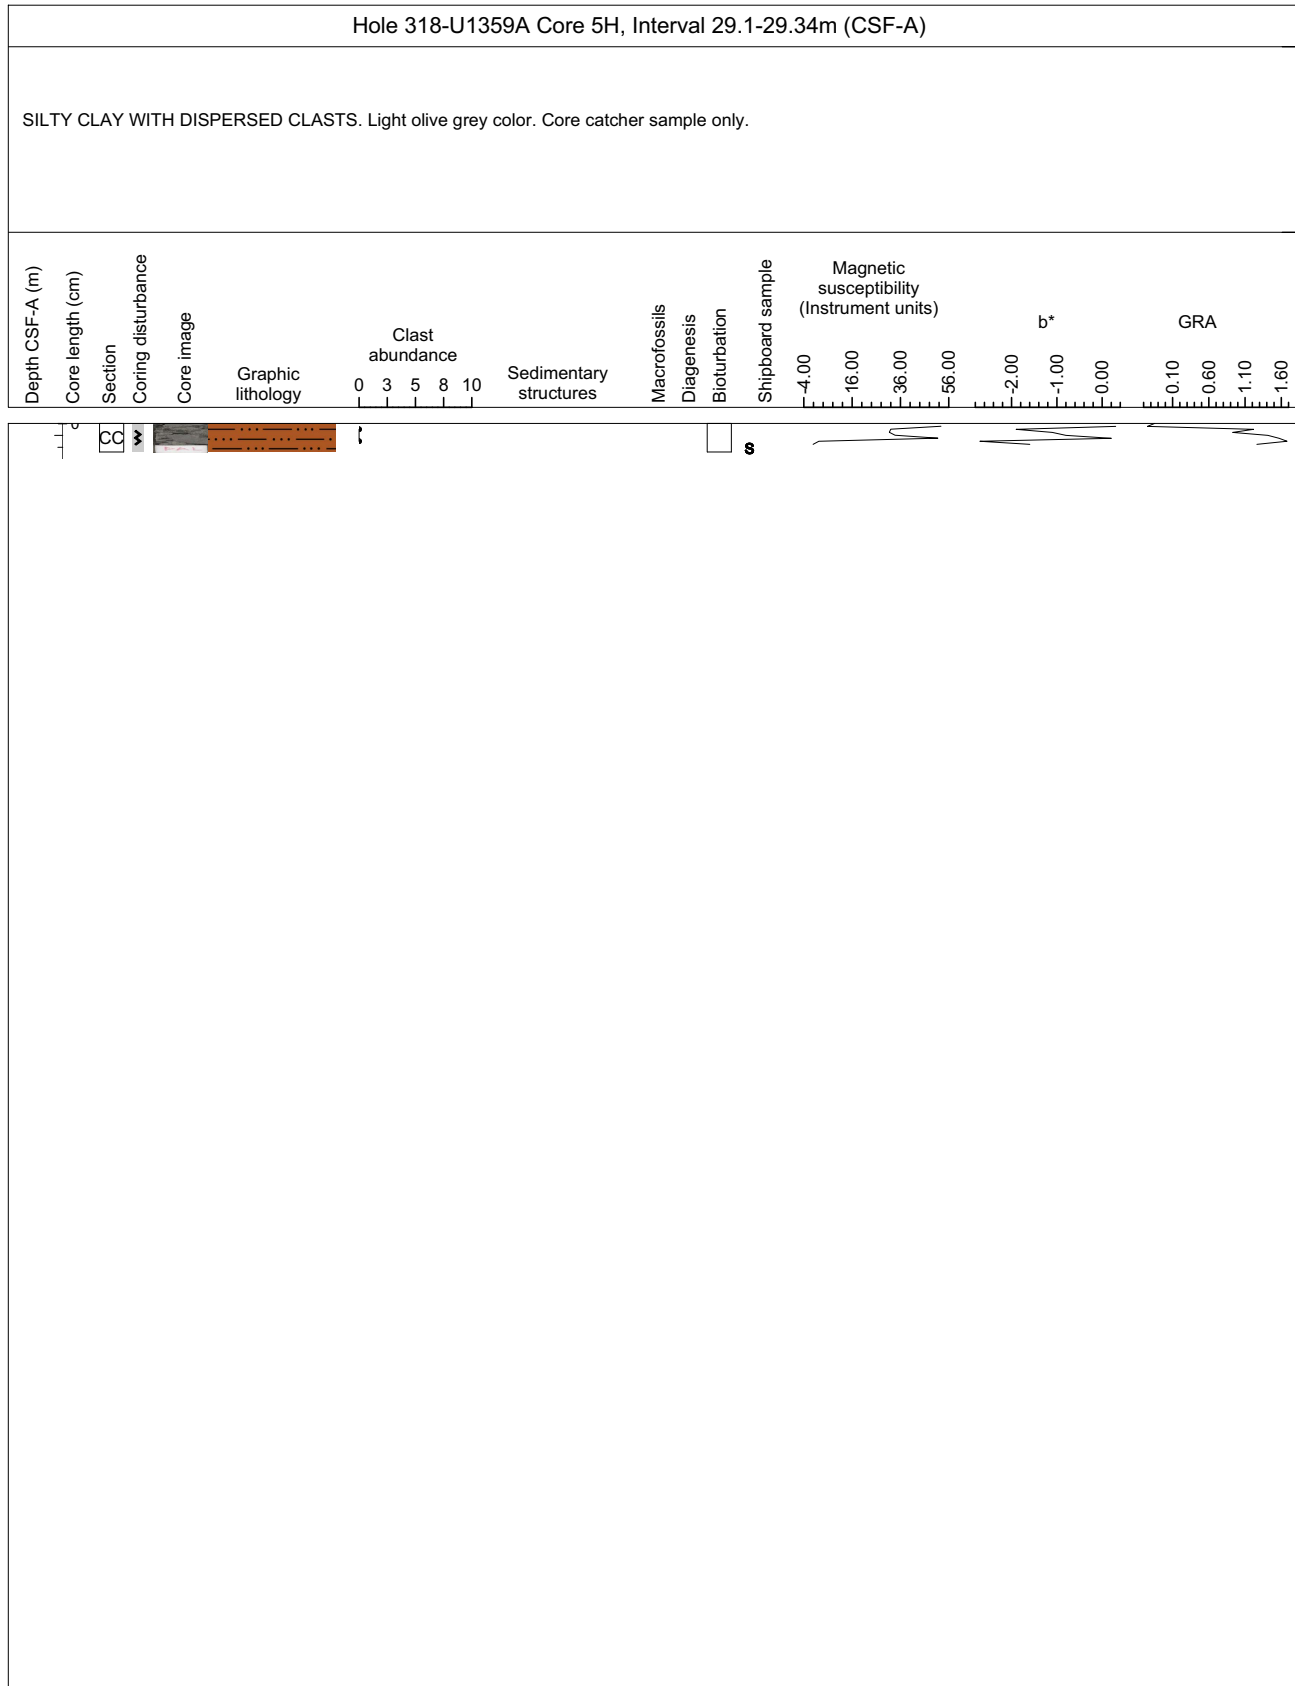 Hole 318-U1359A Core 5H, Interval 29.1-29.34m (CSF-A)
SILTY CLAY WITH DISPERSED CLASTS. Light olive grey color. Core catcher sample only.
Depth CSF-A (m)
Core length (cm)
Section
Coring disturbance
Core image
Graphic
lithology
Clast
abundance
0 3 5 8 10
Sedimentary
structures
Macrofossils
Diagenesis
Bioturbation
Shipboard sample
Magnetic
susceptibility
(Instrument units)
-4.00 16.00 36.00 56.00
b*
-2.00 -1.00 0.00
GRA
0.10 0.60 1.10 1.60
0
CC
S